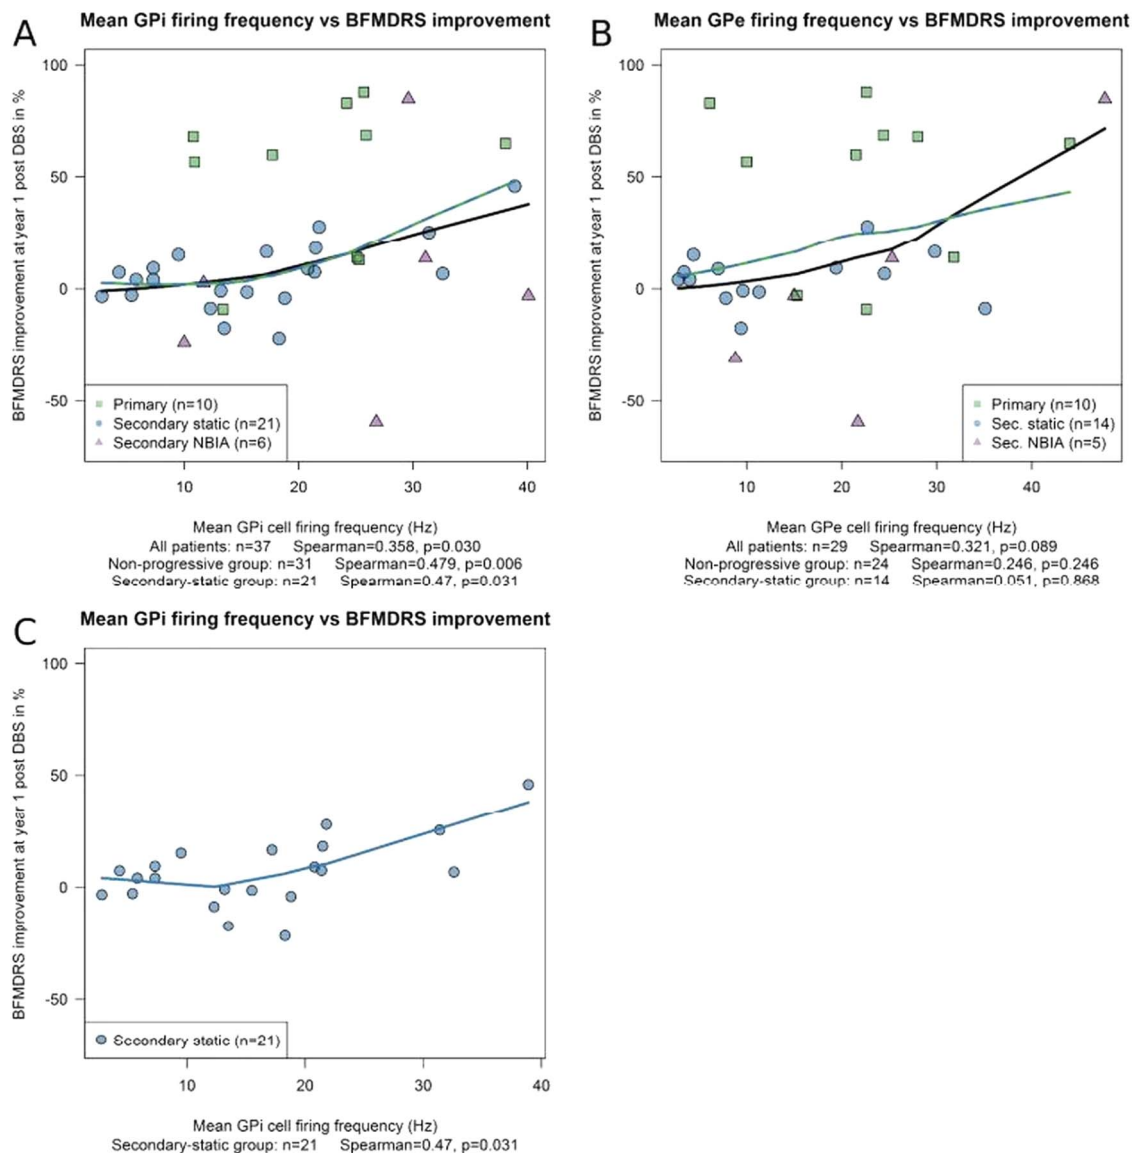 A
Mean GPi firing frequency vs BFMDRS improvement
BFMDRS improvement at year 1 post DBS in %
100
50
0
-50
Primary (n=10)
Secondary static (n=21)
Secondary NBIA (n=6)
10 20 30 40
Mean GPi cell firing frequency (Hz)
All patients: n=37 Spearman=0.358, p=0.030
Non-progressive group: n=31 Spearman=0.479, p=0.006
Secondary-static group: n=21 Spearman=0.47, p=0.031
B
Mean GPe firing frequency vs BFMDRS improvement
BFMDRS improvement at year 1 post DBS in %
100
50
0
-50
Primary (n=10)
Sec. static (n=14)
Sec. NBIA (n=5)
10 20 30 40
Mean GPe cell firing frequency (Hz)
All patients: n=29 Spearman=0.321, p=0.089
Non-progressive group: n=24 Spearman=0.246, p=0.246
Secondary-static group: n=14 Spearman=0.051, p=0.868
C
Mean GPi firing frequency vs BFMDRS improvement
BFMDRS improvement at year 1 post DBS in %
100
50
0
-50
Secondary static (n=21)
10 20 30 40
Mean GPi cell firing frequency (Hz)
Secondary-static group: n=21 Spearman=0.47, p=0.031